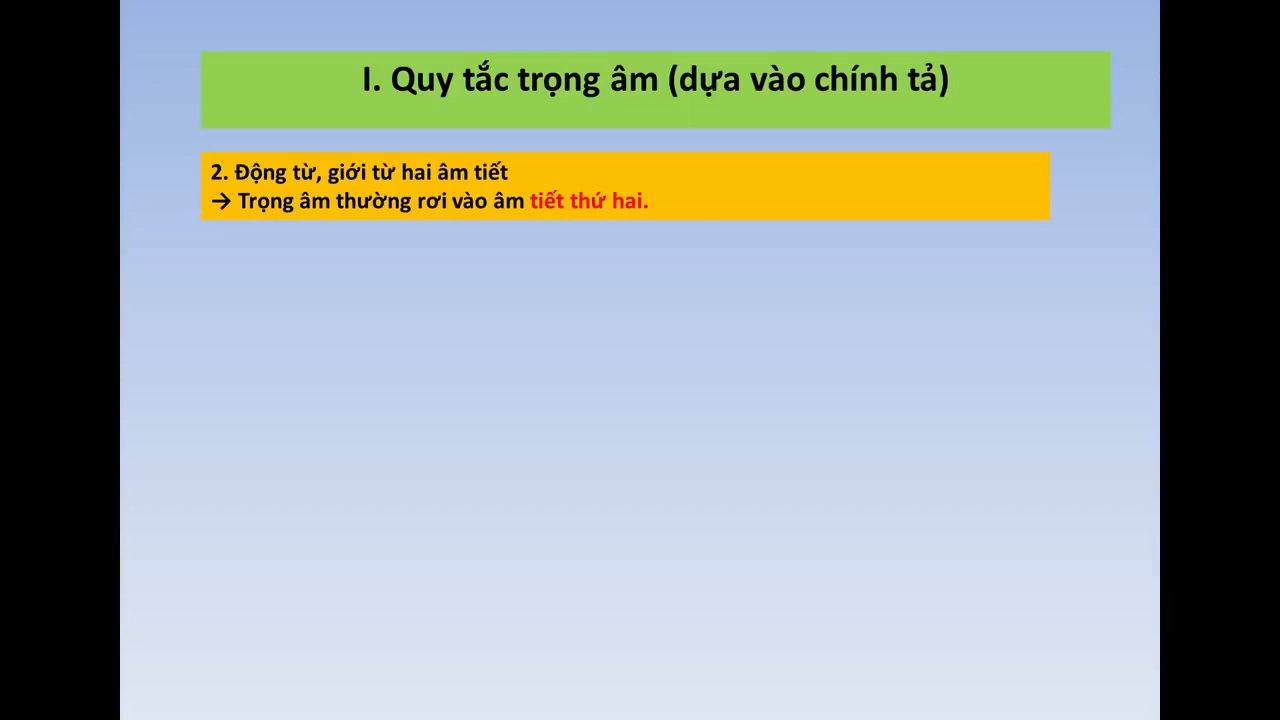 I. Quy tắc trọng âm (dựa vào chính tả)
2. Động từ, giới từ hai âm tiết
→ Trọng âm thường rơi vào âm tiết thứ hai.